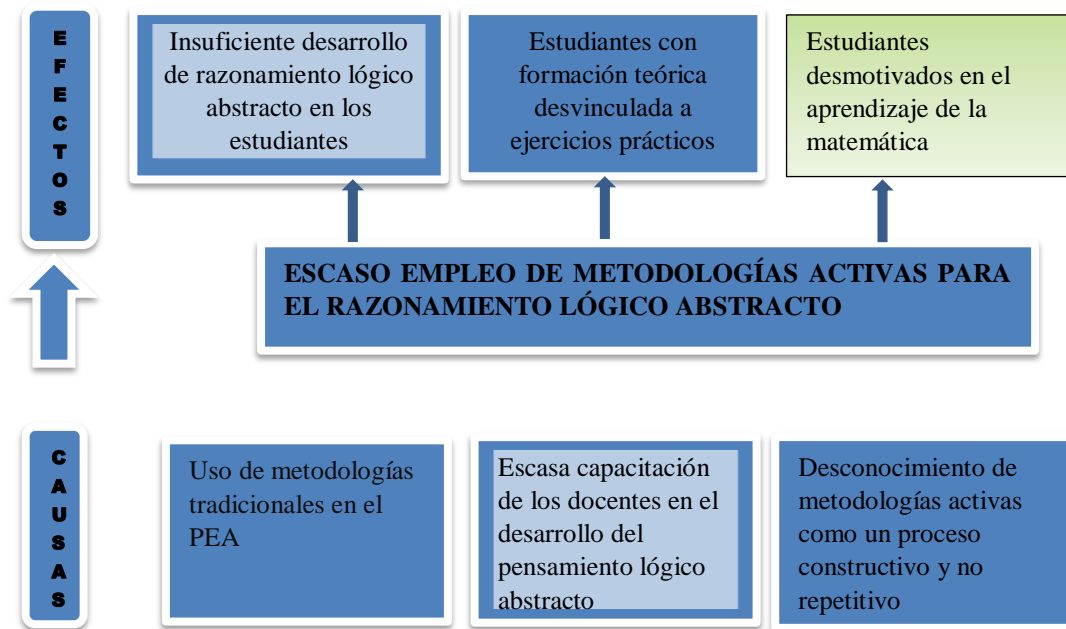 EFECTOS
Insuficiente desarrollo
de razonamiento lógico
abstracto en los
estudiantes
Estudiantes con
formación teórica
desvinculada a
ejercicios prácticos
Estudiantes
desmotivados en el
aprendizaje de la
matemática
ESCASO EMPLEO DE METODOLOGÍAS ACTIVAS PARA
EL RAZONAMIENTO LÓGICO ABSTRACTO
CAUSAS
Uso de metodologías
tradicionales en el
PEA
Escasa capacitación
de los docentes en el
desarrollo del
pensamiento lógico
abstracto
Desconocimiento de
metodologías activas
como un proceso
constructivo y no
repetitivo